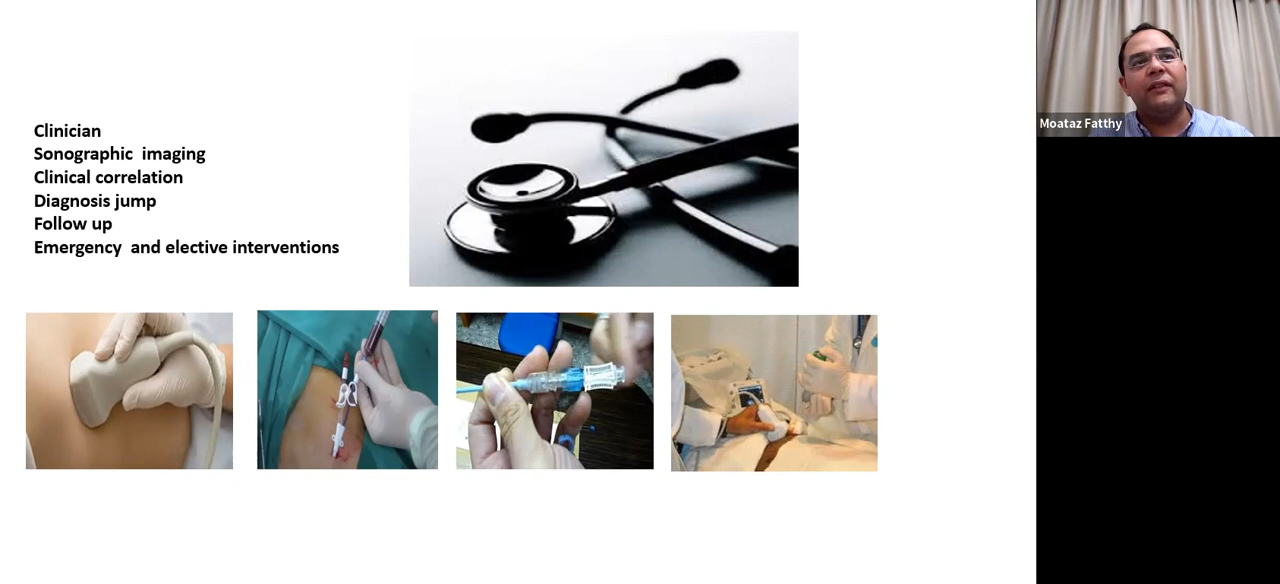 Clinician
Sonographic  imaging
Clinical correlation
Diagnosis jump
Follow up
Emergency  and elective interventions
Moataz Fatthy